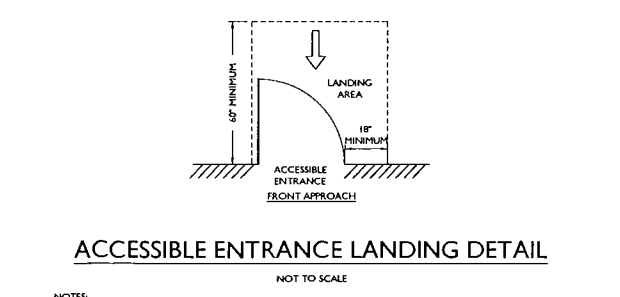 60" MINIMUM
LANDING
AREA
18"
MINIMUM
ACCESSIBLE
ENTRANCE
FRONT APPROACH
ACCESSIBLE ENTRANCE LANDING DETAIL
NOT TO SCALE
NOTES: